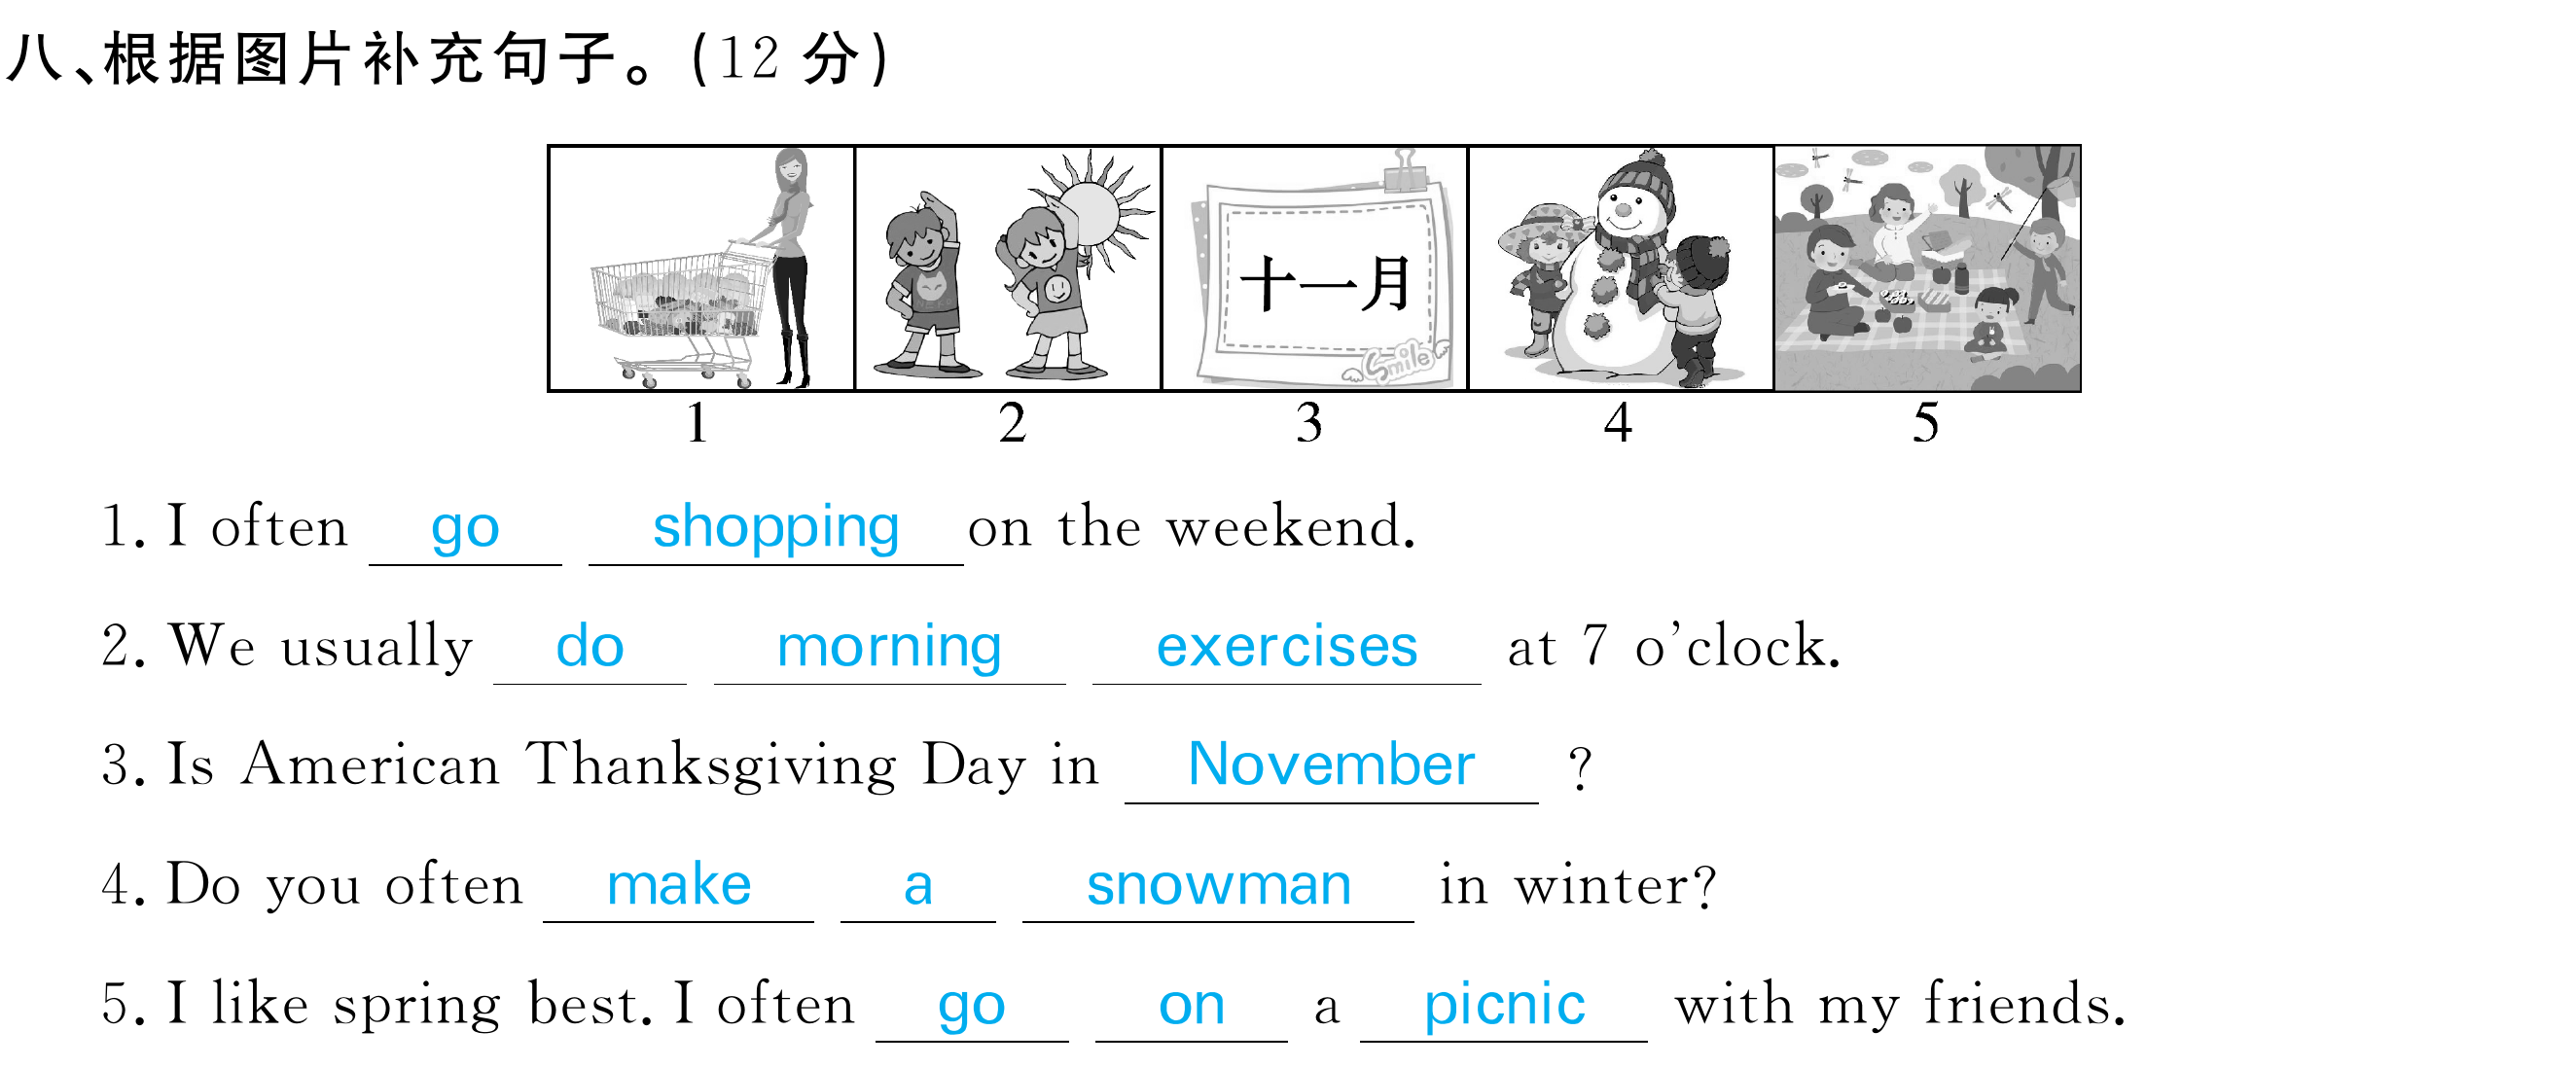 八、根据图片补充句子。(12 分)
十一月
Smile
1 2 3 4 5
1. I often go shopping on the weekend.
2. We usually do morning exercises at 7 o'clock.
3. Is American Thanksgiving Day in November ?
4. Do you often make a snowman in winter?
5. I like spring best. I often go on a picnic with my friends.